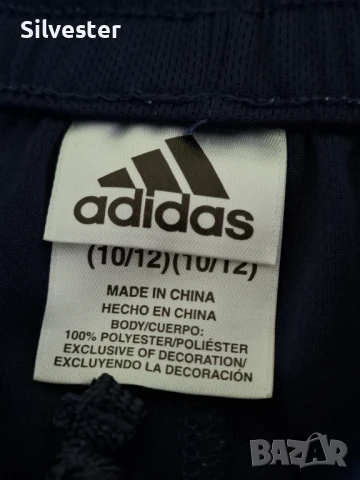 Silvester
adidas
(10/12)(10/12)
MADE IN CHINA
HECHO EN CHINA
BODY/CUERPO:
100% POLYESTER/POLIÉSTER
EXCLUSIVE OF DECORATION/
EXCLUYENDO LA DECORACIÓN
BAZAR